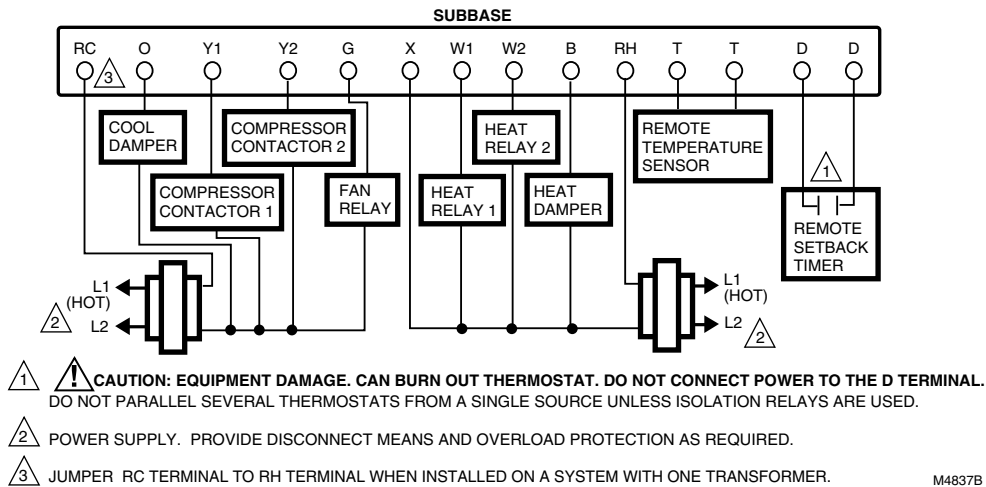 SUBBASE
RC O Y1 Y2 G X W1 W2 B RH T T D D
3
COOL
DAMPER
COMPRESSOR
CONTACTOR 2
HEAT
RELAY 2
REMOTE
TEMPERATURE
SENSOR
COMPRESSOR
CONTACTOR 1
FAN
RELAY
HEAT
RELAY 1
HEAT
DAMPER
1
REMOTE
SETBACK
TIMER
L1
(HOT)
2
L2
L1
(HOT)
L2
2
1 ! CAUTION: EQUIPMENT DAMAGE. CAN BURN OUT THERMOSTAT. DO NOT CONNECT POWER TO THE D TERMINAL.
DO NOT PARALLEL SEVERAL THERMOSTATS FROM A SINGLE SOURCE UNLESS ISOLATION RELAYS ARE USED.
2 POWER SUPPLY. PROVIDE DISCONNECT MEANS AND OVERLOAD PROTECTION AS REQUIRED.
3 JUMPER RC TERMINAL TO RH TERMINAL WHEN INSTALLED ON A SYSTEM WITH ONE TRANSFORMER.
M4837B